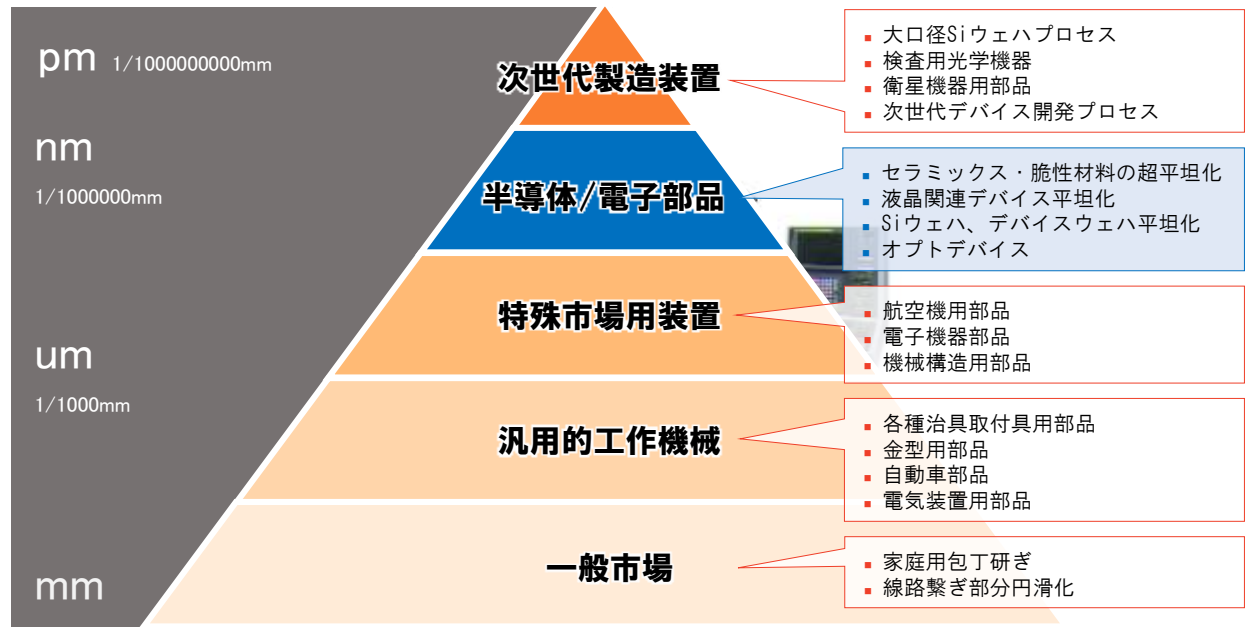 pm 1/1000000000mm
nm
1/1000000mm
um
1/1000mm
mm
次世代製造装置
半導体/電子部品
特殊市場用装置
汎用的工作機械
一般市場
▪ 大口径Siウェハプロセス
▪ 検査用光学機器
▪ 衛星機器用部品
▪ 次世代デバイス開発プロセス
▪ セラミックス・脆性材料の超平坦化
▪ 液晶関連デバイス平坦化
▪ Siウェハ、デバイスウェハ平坦化
▪ オプトデバイス
▪ 航空機用部品
▪ 電子機器部品
▪ 機械構造用部品
▪ 各種治具取付具用部品
▪ 金型用部品
▪ 自動車部品
▪ 電気装置用部品
▪ 家庭用包丁研ぎ
▪ 線路繋ぎ部分円滑化